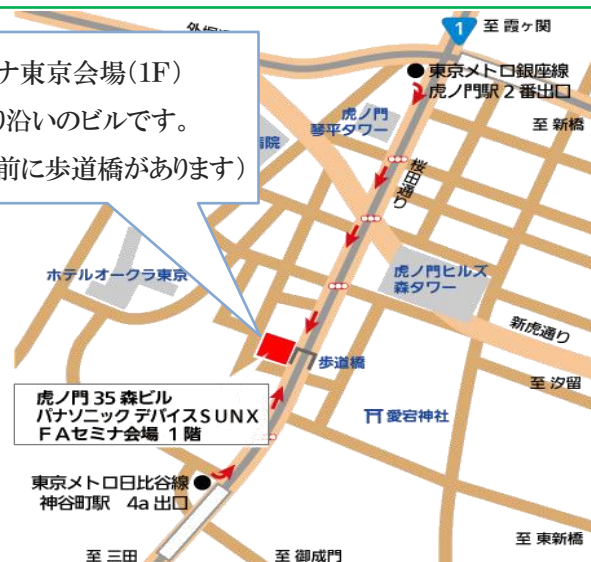 外堀
1
至 霞ヶ関
ナ東京会場(1F)
り沿いのビルです。
前に歩道橋があります)
東京メトロ銀座線
虎ノ門駅 2 番出口
虎ノ門
琴平タワー
病院
至 新橋
桜田通り
ホテルオークラ東京
虎ノ門ヒルズ
森タワー
新虎通り
歩道橋
至 汐留
虎ノ門 35 森ビル
パナソニック デバイスSUNX
FAセミナ会場 1階
愛宕神社
東京メトロ日比谷線
神谷町駅 4a 出口
至 東新橋
至 三田
至 御成門